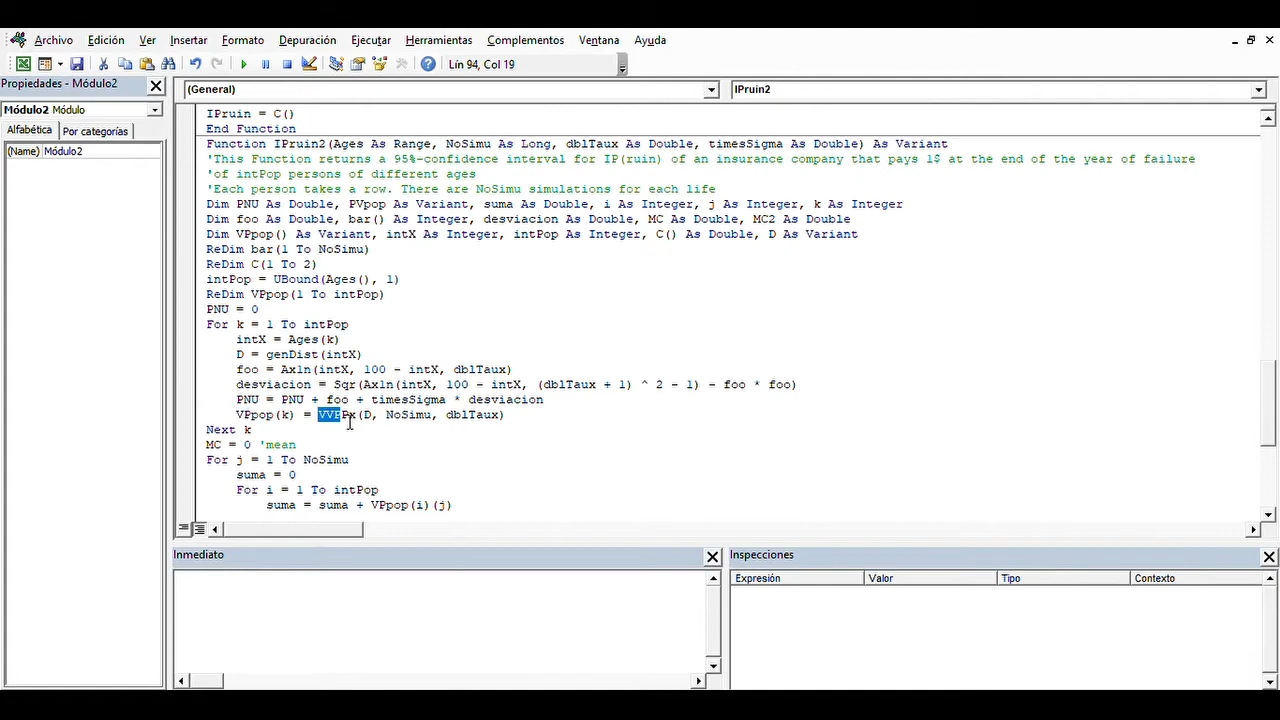 Archivo Edición Ver Insertar Formato Depuración Ejecutar Herramientas Complementos Ventana Ayuda
Lín 94, Col 19
Propiedades - Módulo2
Módulo2 Módulo
Alfabética Por categorías
(Name) Módulo2
(General) IPruin2
IPruin = C()
End Function
Function IPruin2(Ages As Range, NoSimu As Long, dblTaux As Double, timesSigma As Double) As Variant
'This Function returns a 95%-confidence interval for IP(ruin) of an insurance company that pays 1$ at the end of the year of failure
'of intPop persons of different ages
'Each person takes a row. There are NoSimu simulations for each life
Dim PNU As Double, PVpop As Variant, suma As Double, i As Integer, j As Integer, k As Integer
Dim foo As Double, bar() As Integer, desviacion As Double, MC As Double, MC2 As Double
Dim VPpop() As Variant, intX As Integer, intPop As Integer, C() As Double, D As Variant
ReDim bar(1 To NoSimu)
ReDim C(1 To 2)
intPop = UBound(Ages(), 1)
ReDim VPpop(1 To intPop)
PNU = 0
For k = 1 To intPop
intX = Ages(k)
D = genDist(intX)
foo = Ax1n(intX, 100 - intX, dblTaux)
desviacion = Sqr(Ax1n(intX, 100 - intX, (dblTaux + 1) ^ 2 - 1) - foo * foo)
PNU = PNU + foo + timesSigma * desviacion
VPpop(k) = VVPPx(D, NoSimu, dblTaux)
Next k
MC = 0 'mean
For j = 1 To NoSimu
suma = 0
For i = 1 To intPop
suma = suma + VPpop(i)(j)
Inmediato
Inspecciones
Expresión Valor Tipo Contexto